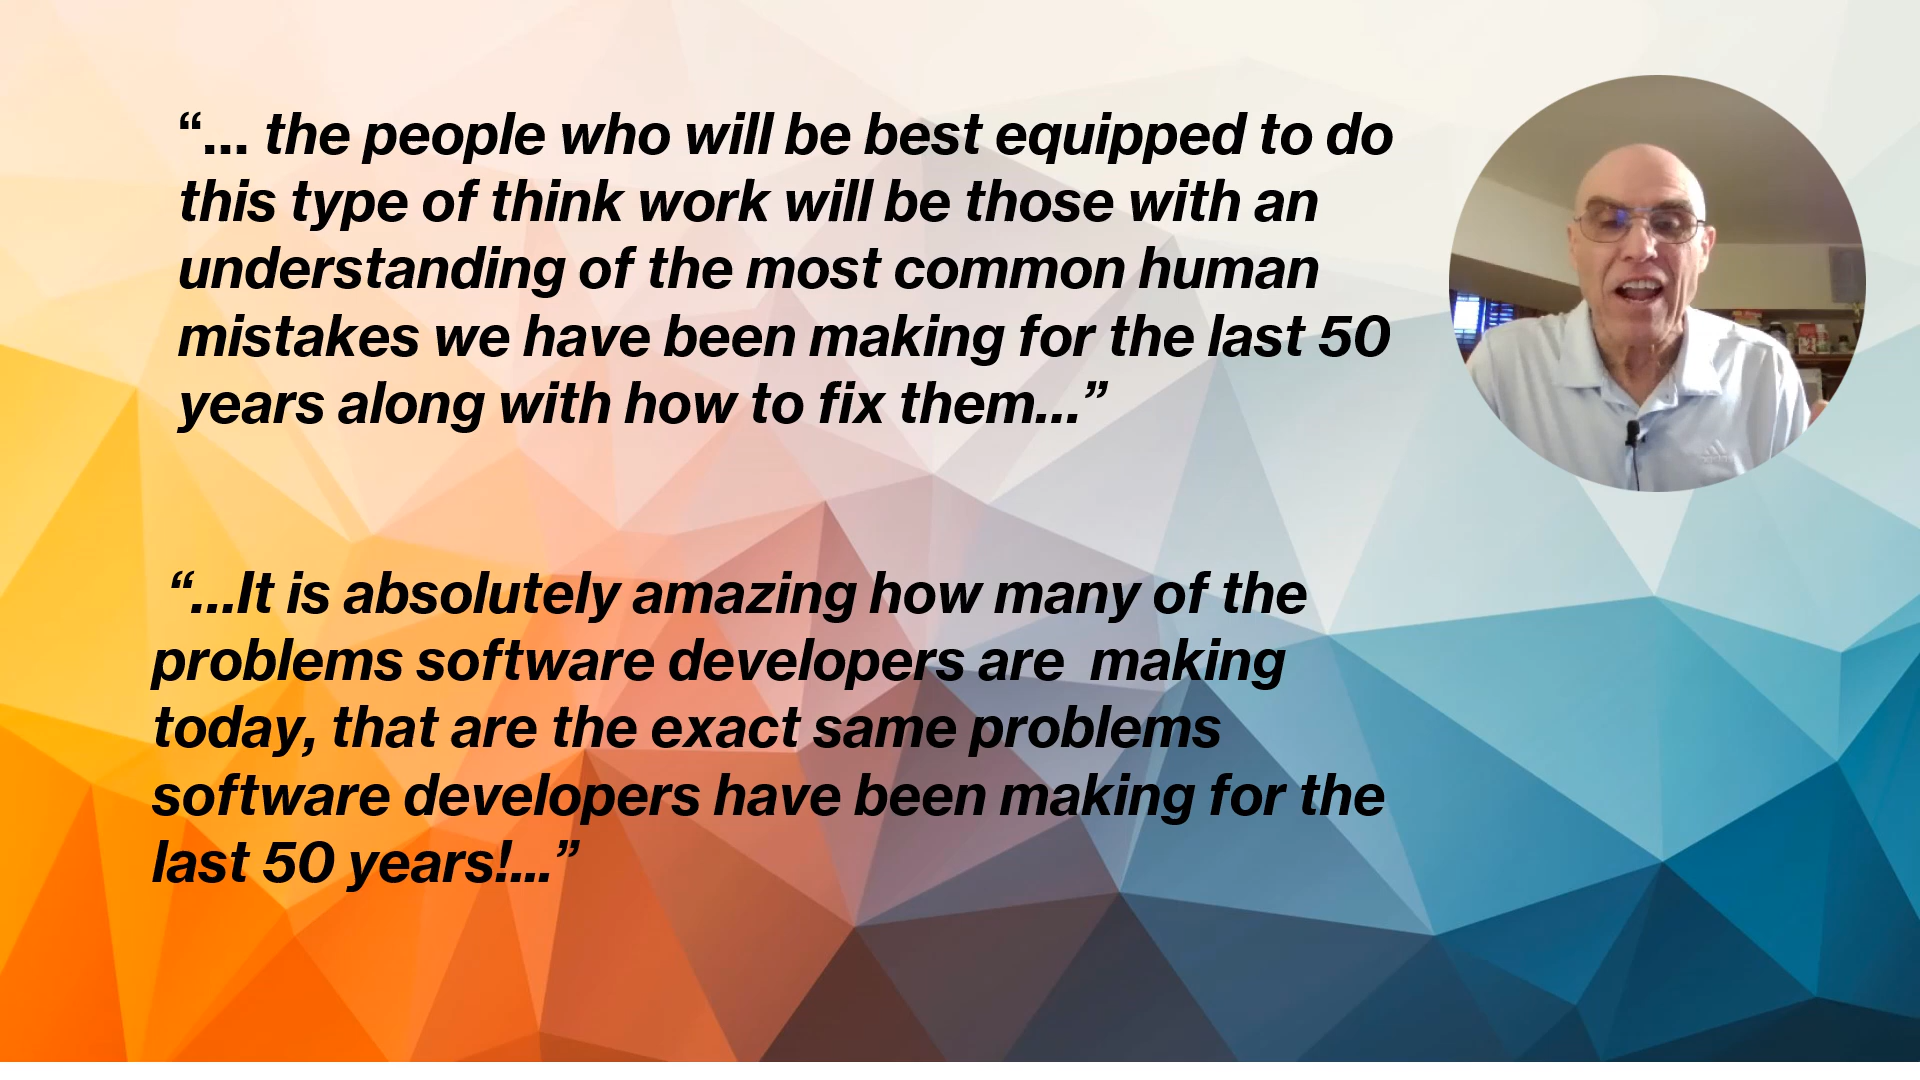 “... the people who will be best equipped to do
this type of think work will be those with an
understanding of the most common human
mistakes we have been making for the last 50
years along with how to fix them...”
“...It is absolutely amazing how many of the
problems software developers are  making
today, that are the exact same problems
software developers have been making for the
last 50 years!...”